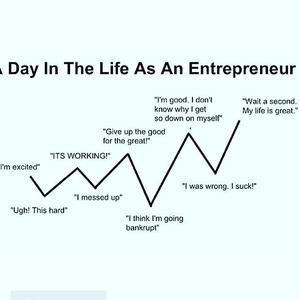 A Day In The Life As An Entrepreneur
"I'm good. I don't
know why I get
so down on myself"
"Wait a second.
My life is great."
"Give up the good
for the great!"
"ITS WORKING!"
I'm excited"
"I was wrong. I suck!"
"I messed up"
"Ugh! This hard"
"I think I'm going
bankrupt"